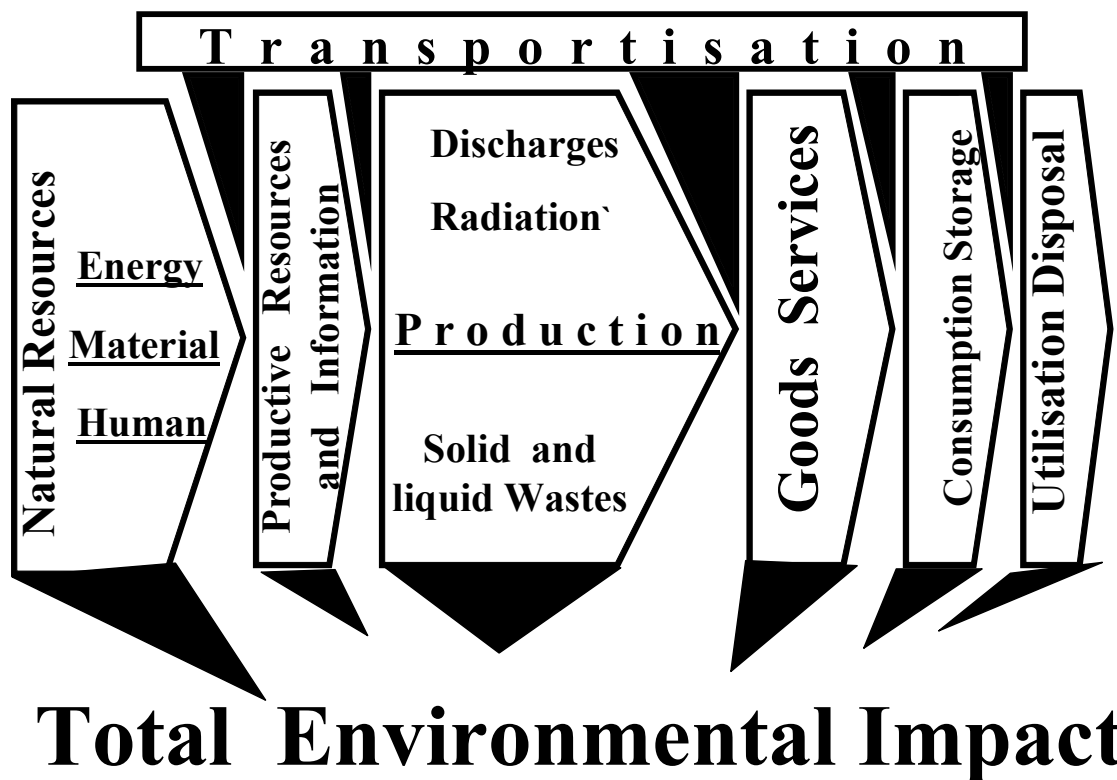 Transportisation
Natural Resources
Energy
Material
Human
Productive Resources
and Information
Discharges
Radiation`
Production
Solid and
liquid Wastes
Goods Services
Consumption Storage
Utilisation Disposal
Total Environmental Impact